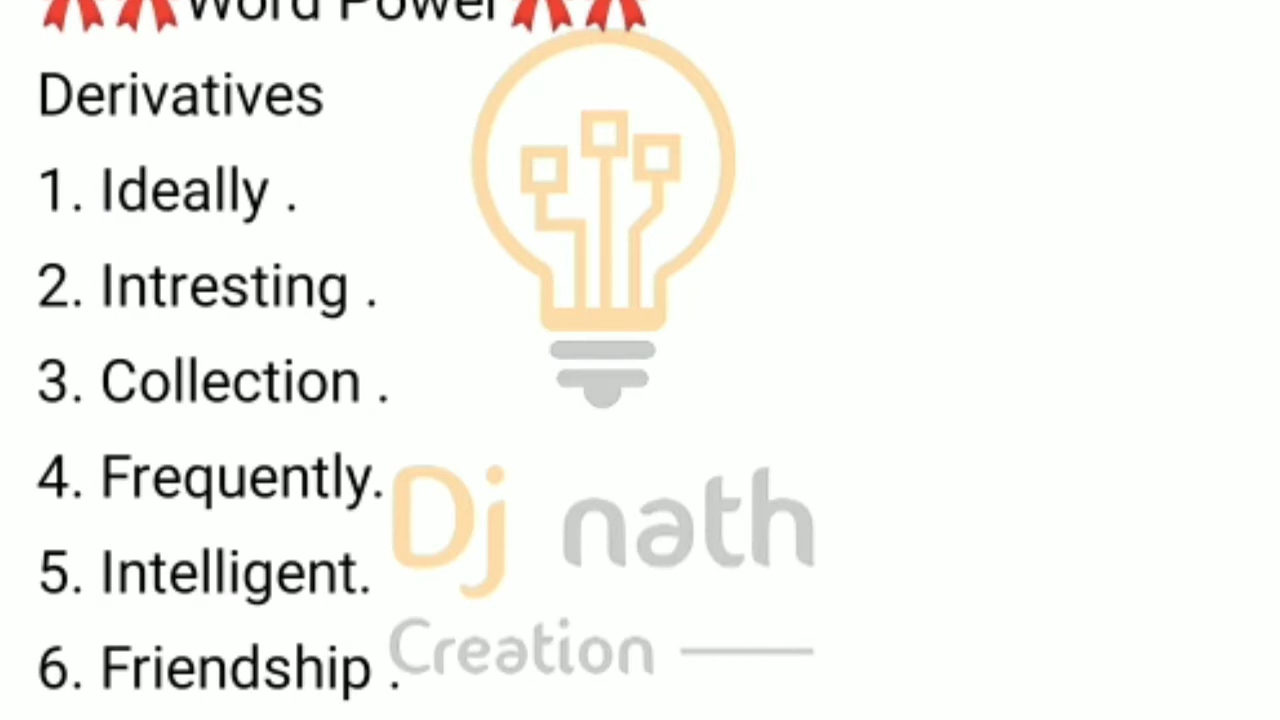 Word Power
Derivatives
1. Ideally .
2. Intresting .
3. Collection .
4. Frequently.
5. Intelligent.
6. Friendship .
Dj nath
Creation